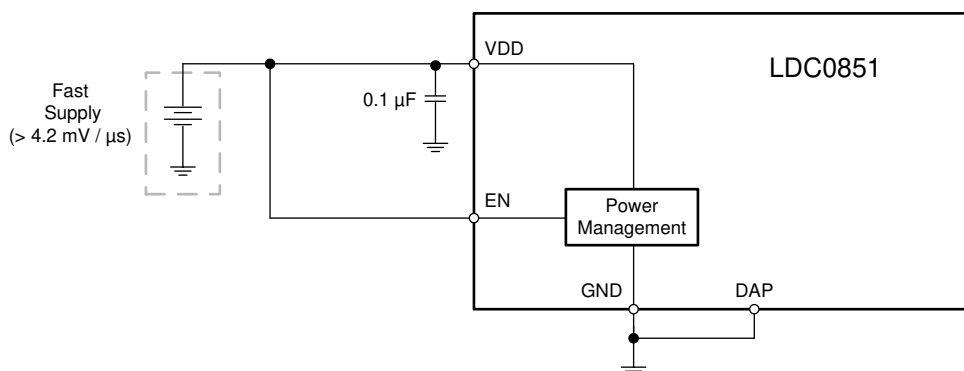 VDD
LDC0851
Fast
Supply
(> 4.2 mV / µs)
0.1 µF
EN
Power
Management
GND
DAP